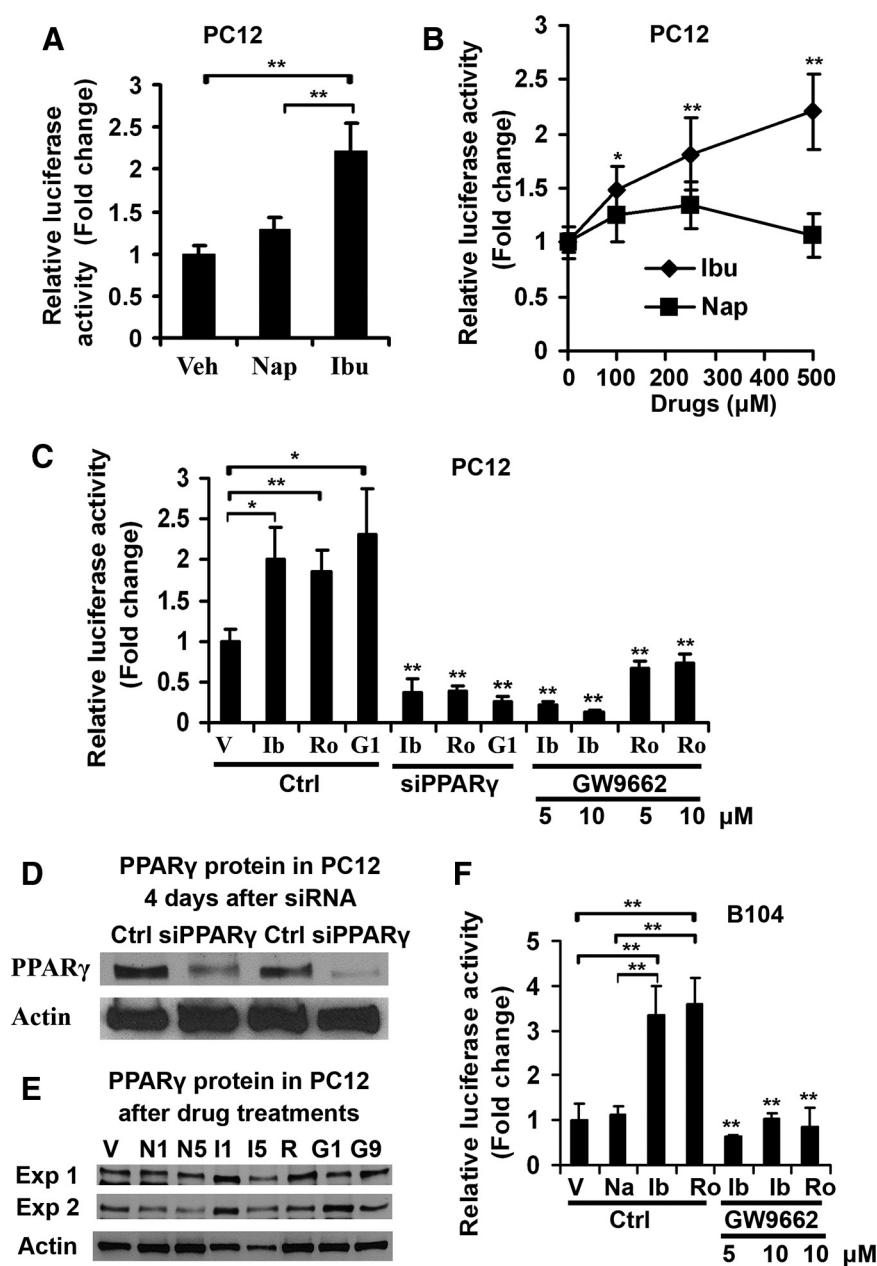 A
PC12
**
**
Relative luciferase
activity (Fold change)
3
2.5
2
1.5
1
0.5
0
Veh Nap Ibu
B
PC12
Relative luciferase activity
(Fold change)
3
2.5
2
1.5
1
0.5
0
*
**
**
Ibu
Nap
0 100 200 300 400 500
Drugs (µM)
C
PC12
Relative luciferase activity
(Fold change)
3
2.5
2
1.5
1
0.5
0
*
**
*
** ** ** ** ** ** **
V Ib Ro G1 Ib Ro G1 Ib Ib Ro Ro
Ctrl siPPARγ GW9662
5 10 5 10 µM
D
PPARγ protein in PC12
4 days after siRNA
Ctrl siPPARγ Ctrl siPPARγ
PPARγ
Actin
E
PPARγ protein in PC12
after drug treatments
V N1 N5 I1 I5 R G1 G9
Exp 1
Exp 2
Actin
F
B104
Relative luciferase activity
(Fold change)
5
4
3
2
1
0
**
**
**
**
** ** **
V Na Ib Ro Ib Ib Ro
Ctrl GW9662
5 10 10 µM